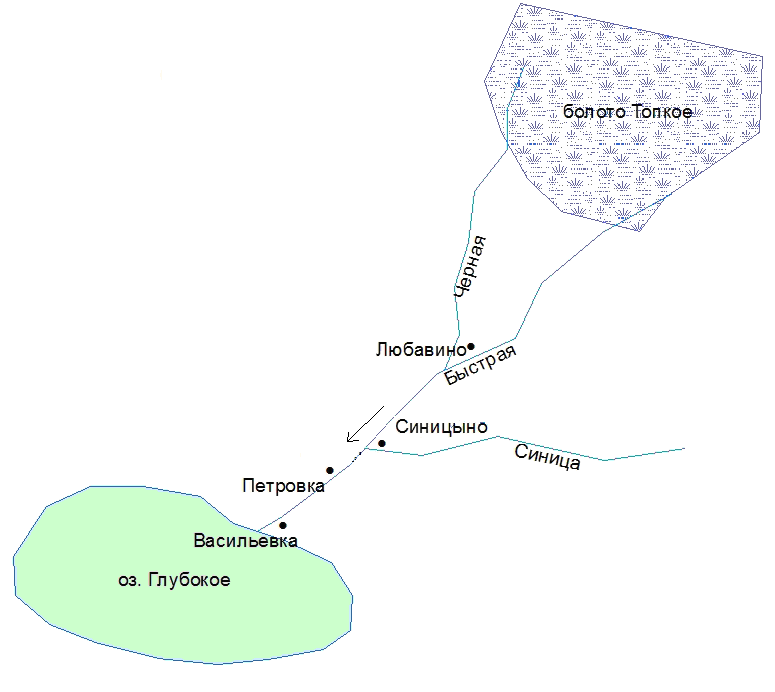 болото Топкое
Черная
Любавино
Быстрая
Синицыно
Синица
Петровка
Васильевка
оз. Глубокое